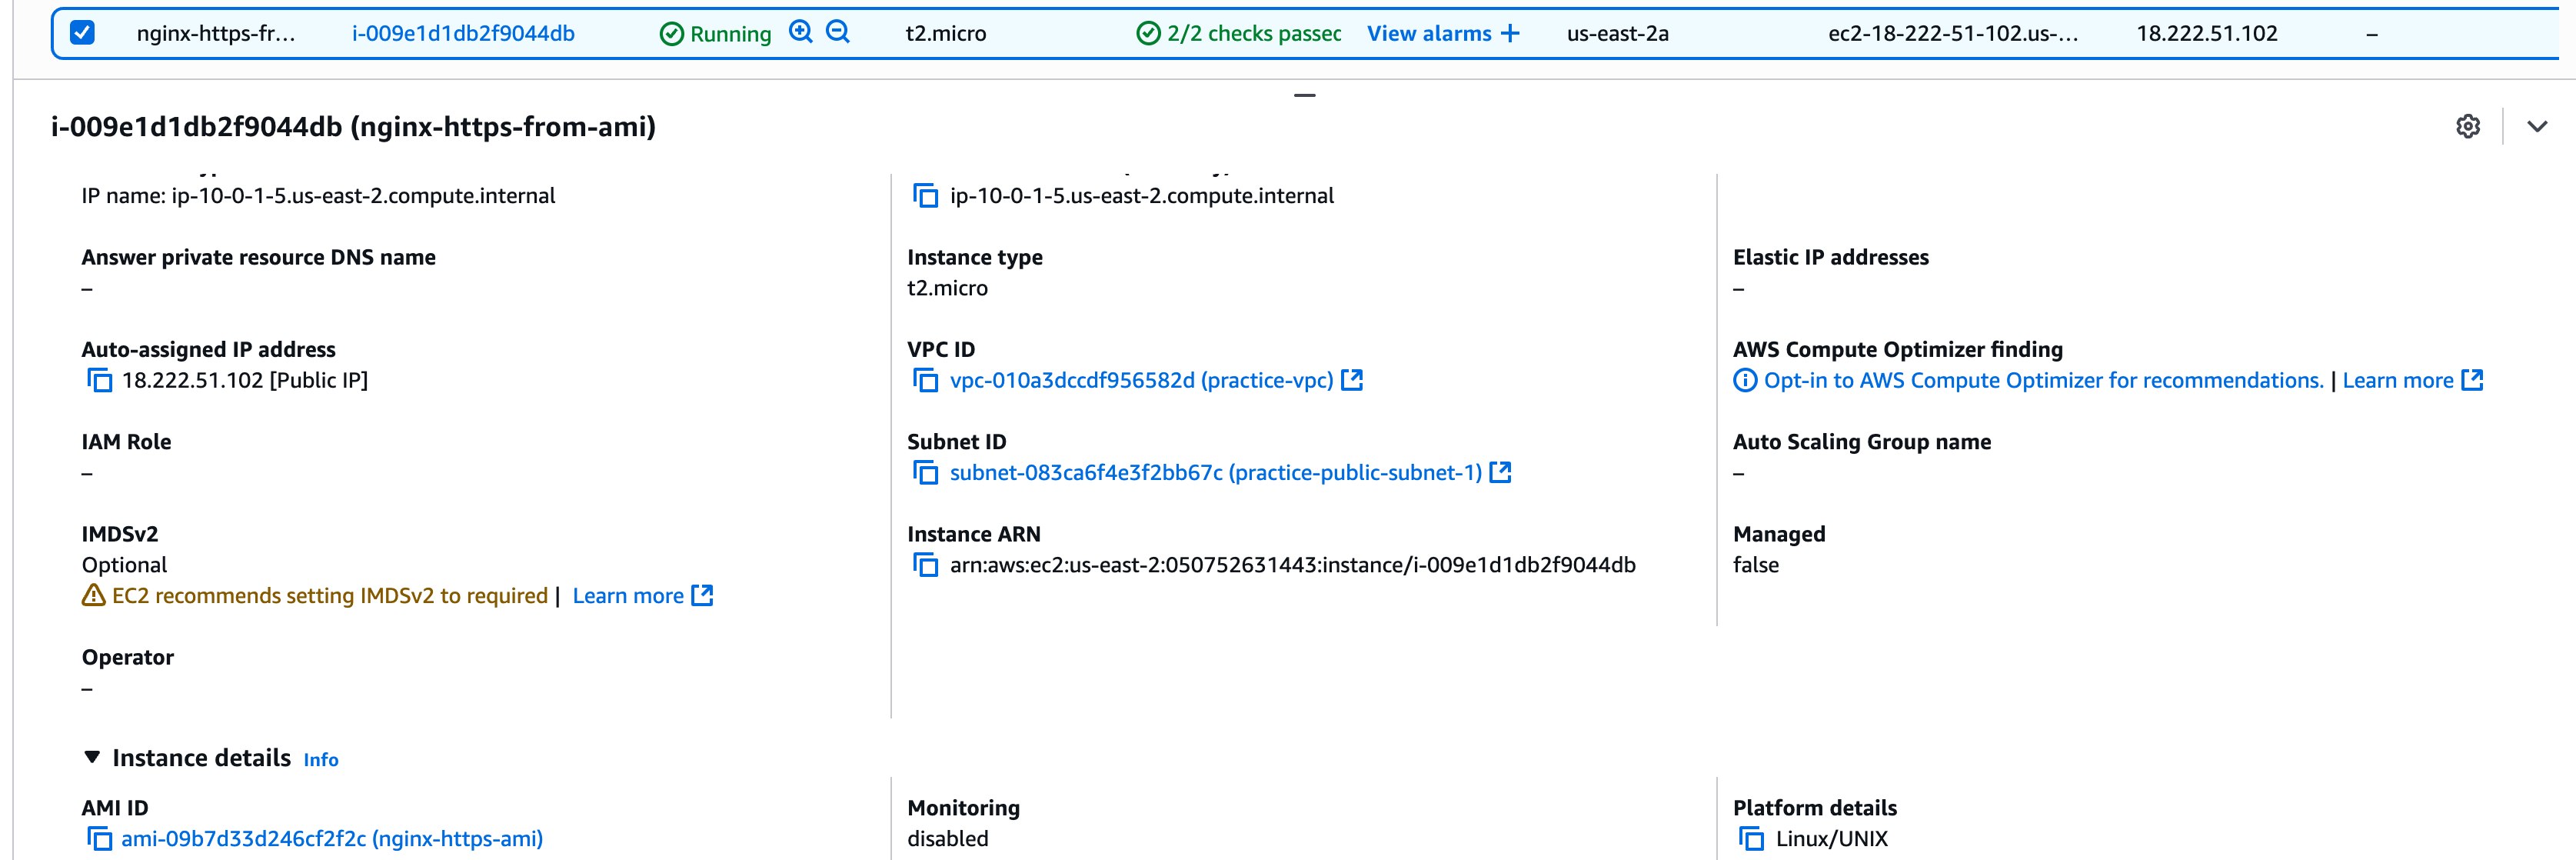 nginx-https-fr... i-009e1d1db2f9044db Running t2.micro 2/2 checks passec View alarms + us-east-2a ec2-18-222-51-102.us-... 18.222.51.102 –
i-009e1d1db2f9044db (nginx-https-from-ami)
IP name: ip-10-0-1-5.us-east-2.compute.internal
ip-10-0-1-5.us-east-2.compute.internal
Answer private resource DNS name
–
Instance type
t2.micro
Elastic IP addresses
–
Auto-assigned IP address
18.222.51.102 [Public IP]
VPC ID
vpc-010a3dccdf956582d (practice-vpc)
AWS Compute Optimizer finding
Opt-in to AWS Compute Optimizer for recommendations. | Learn more
IAM Role
–
Subnet ID
subnet-083ca6f4e3f2bb67c (practice-public-subnet-1)
Auto Scaling Group name
–
IMDSv2
Optional
EC2 recommends setting IMDSv2 to required | Learn more
Instance ARN
arn:aws:ec2:us-east-2:050752631443:instance/i-009e1d1db2f9044db
Managed
false
Operator
–
Instance details Info
AMI ID
ami-09b7d33d246cf2f2c (nginx-https-ami)
Monitoring
disabled
Platform details
Linux/UNIX